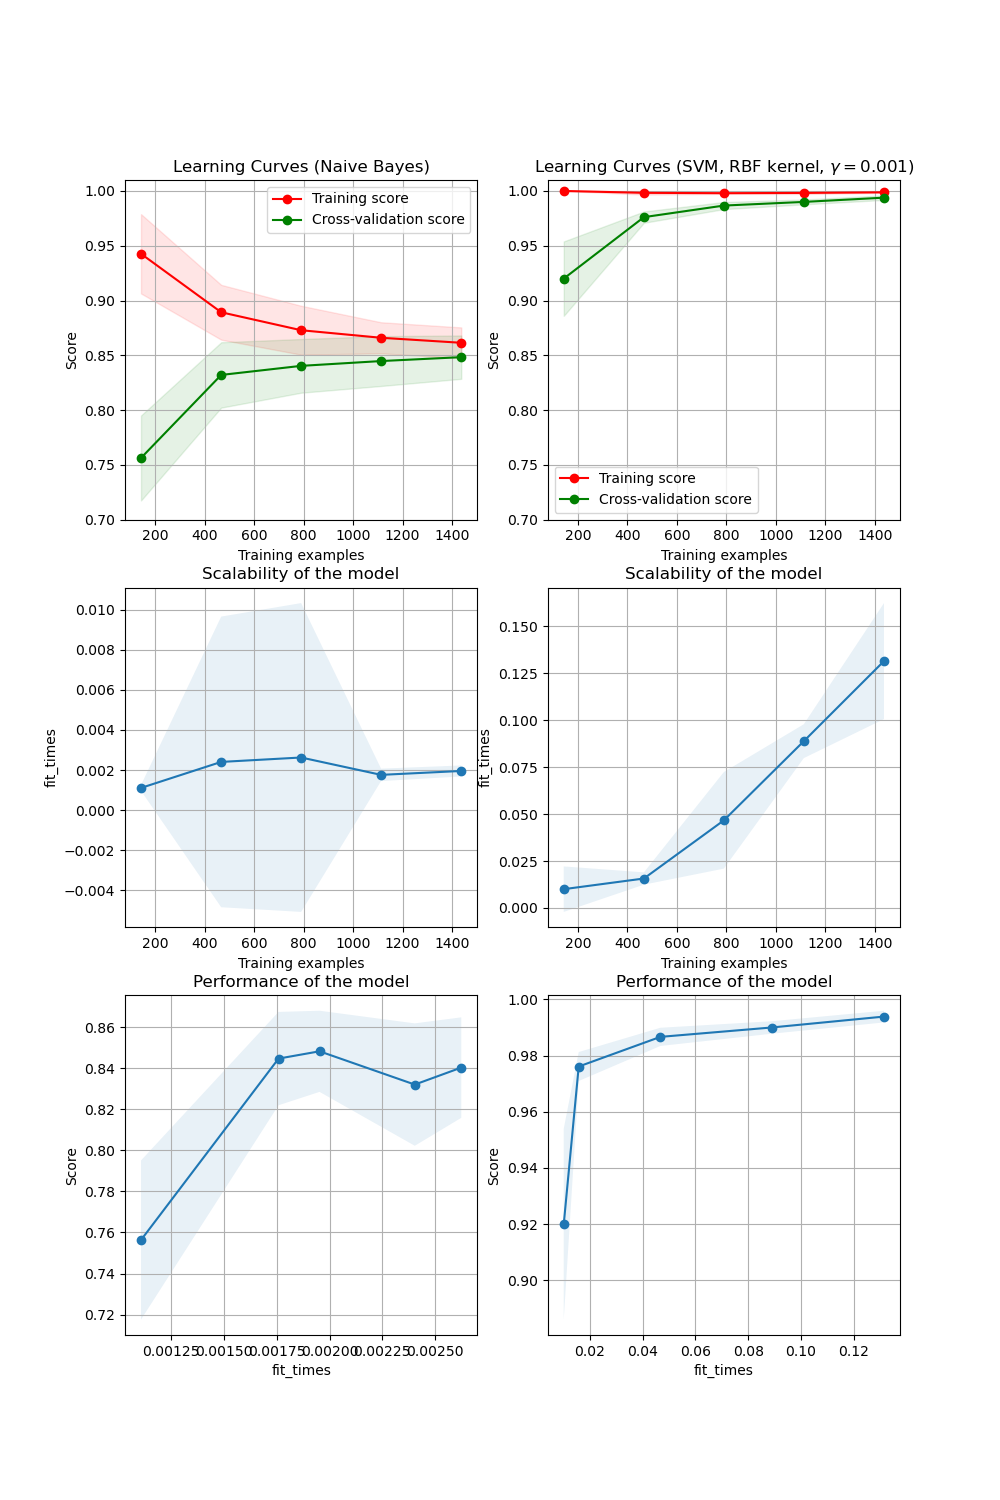 Learning Curves (Naive Bayes)
1.00
0.95
0.90
0.85
0.80
0.75
0.70
Score
Training score
Cross-validation score
200 400 600 800 1000 1200 1400
Training examples
Learning Curves (SVM, RBF kernel, γ = 0.001)
1.00
0.95
0.90
0.85
0.80
0.75
0.70
Score
Training score
Cross-validation score
200 400 600 800 1000 1200 1400
Training examples
Scalability of the model
0.010
0.008
0.006
0.004
0.002
0.000
−0.002
−0.004
fit_times
200 400 600 800 1000 1200 1400
Training examples
Scalability of the model
0.150
0.125
0.100
0.075
0.050
0.025
0.000
fit_times
200 400 600 800 1000 1200 1400
Training examples
Performance of the model
0.86
0.84
0.82
0.80
0.78
0.76
0.74
0.72
Score
0.00125 0.00150 0.00175 0.00200 0.00225 0.00250
fit_times
Performance of the model
1.00
0.98
0.96
0.94
0.92
0.90
Score
0.02 0.04 0.06 0.08 0.10 0.12
fit_times